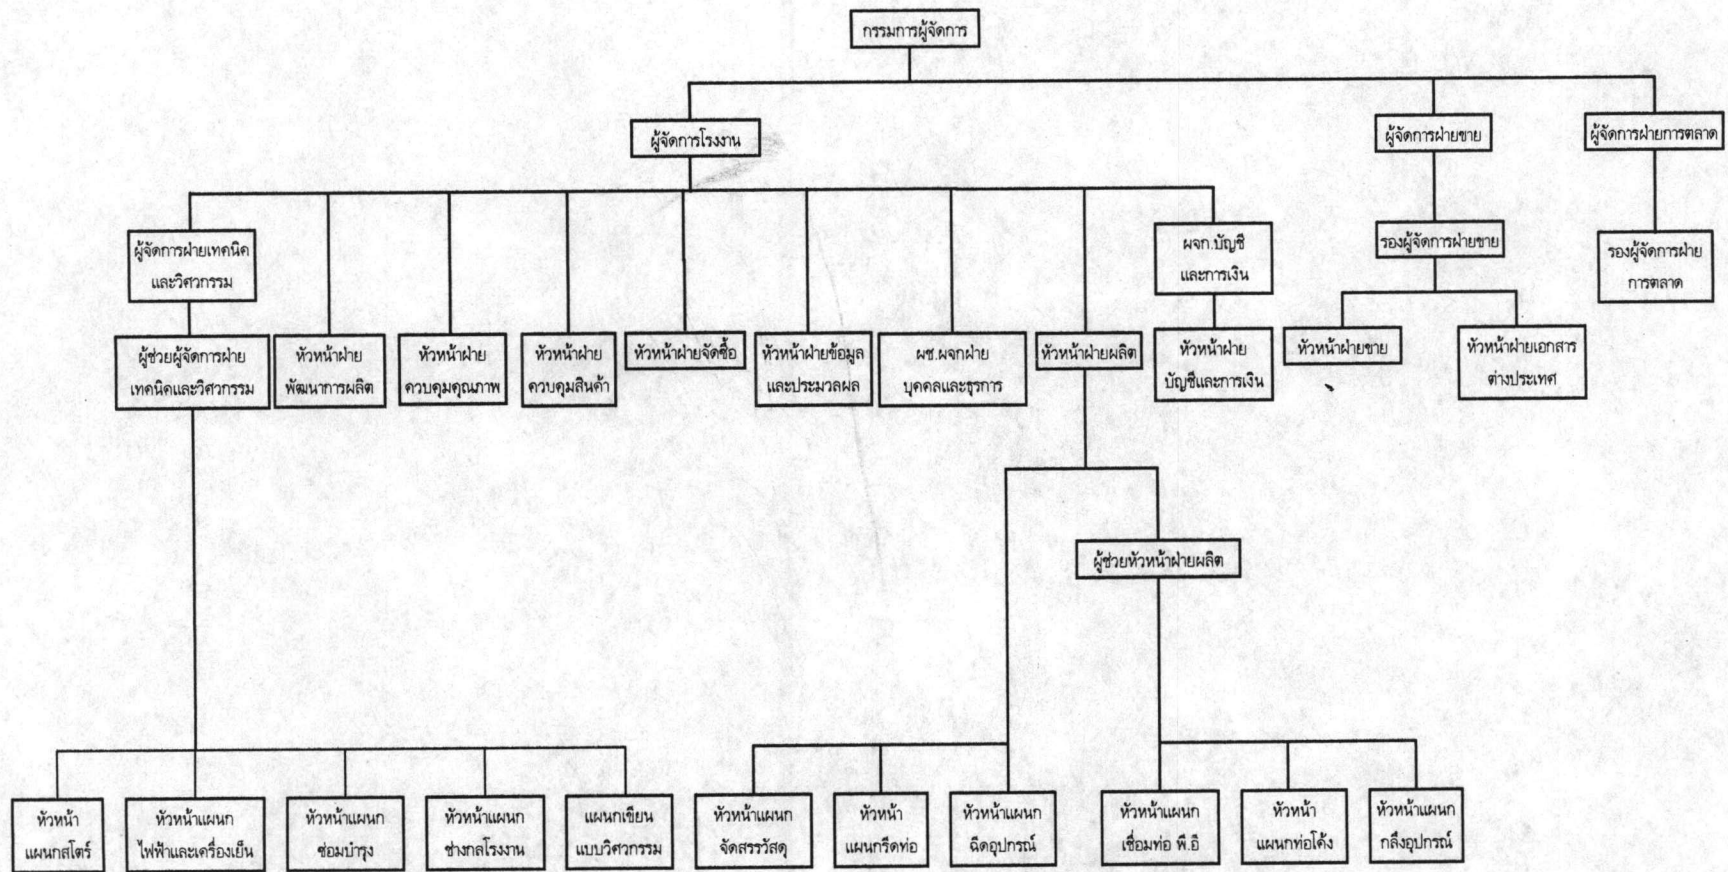 กรรมการผู้จัดการ
ผู้จัดการโรงงาน
ผู้จัดการฝ่ายขาย
ผู้จัดการฝ่ายการตลาด
ผู้จัดการฝ่ายเทคนิค
และวิศวกรรม
ผจก.บัญชี
และการเงิน
รองผู้จัดการฝ่ายขาย
รองผู้จัดการฝ่าย
การตลาด
ผู้ช่วยผู้จัดการฝ่าย
เทคนิคและวิศวกรรม
หัวหน้าฝ่าย
พัฒนาการผลิต
หัวหน้าฝ่าย
ควบคุมคุณภาพ
หัวหน้าฝ่าย
ควบคุมสินค้า
หัวหน้าฝ่ายจัดซื้อ
หัวหน้าฝ่ายข้อมูล
และประมวลผล
ผช.ผจกฝ่าย
บุคคลและธุรการ
หัวหน้าฝ่ายผลิต
หัวหน้าฝ่าย
บัญชีและการเงิน
หัวหน้าฝ่ายขาย
หัวหน้าฝ่ายเอกสาร
ต่างประเทศ
ผู้ช่วยหัวหน้าฝ่ายผลิต
หัวหน้า
แผนกสโตร์
หัวหน้าแผนก
ไฟฟ้าและเครื่องเย็น
หัวหน้าแผนก
ซ่อมบำรุง
หัวหน้าแผนก
ช่างกลโรงงาน
แผนกเขียน
แบบวิศวกรรม
หัวหน้าแผนก
จัดสรรวัสดุ
หัวหน้า
แผนกรีดท่อ
หัวหน้าแผนก
ฉีดอุปกรณ์
หัวหน้าแผนก
เชื่อมท่อ พี.อี
หัวหน้า
แผนกท่อโค้ง
หัวหน้าแผนก
กลึงอุปกรณ์